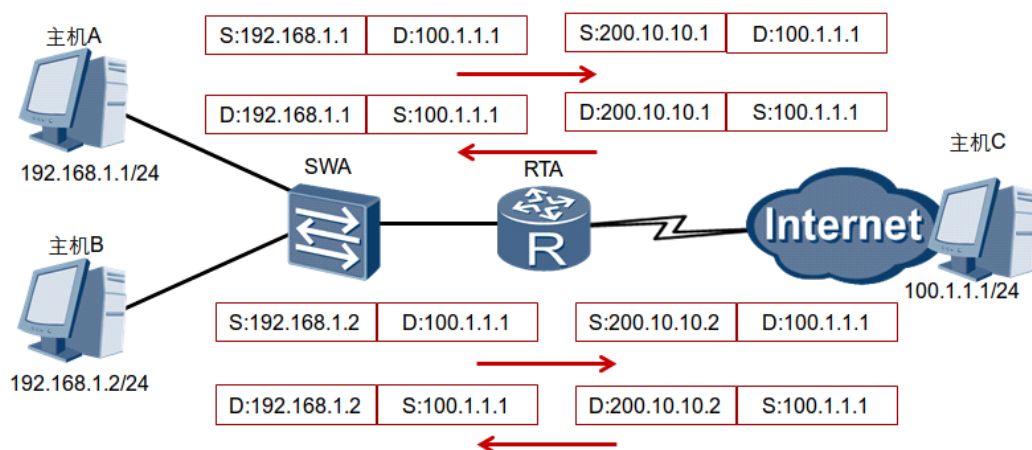 主机A
S:192.168.1.1 D:100.1.1.1 S:200.10.10.1 D:100.1.1.1
D:192.168.1.1 S:100.1.1.1 D:200.10.10.1 S:100.1.1.1
192.168.1.1/24
SWA
RTA
R
主机C
Internet
100.1.1.1/24
主机B
192.168.1.2/24
S:192.168.1.2 D:100.1.1.1 S:200.10.10.2 D:100.1.1.1
D:192.168.1.2 S:100.1.1.1 D:200.10.10.2 S:100.1.1.1